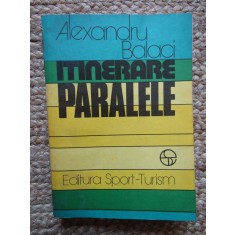 Alexandru
Balaci
ITINERARE
PARALELE
Editura Sport-Turism